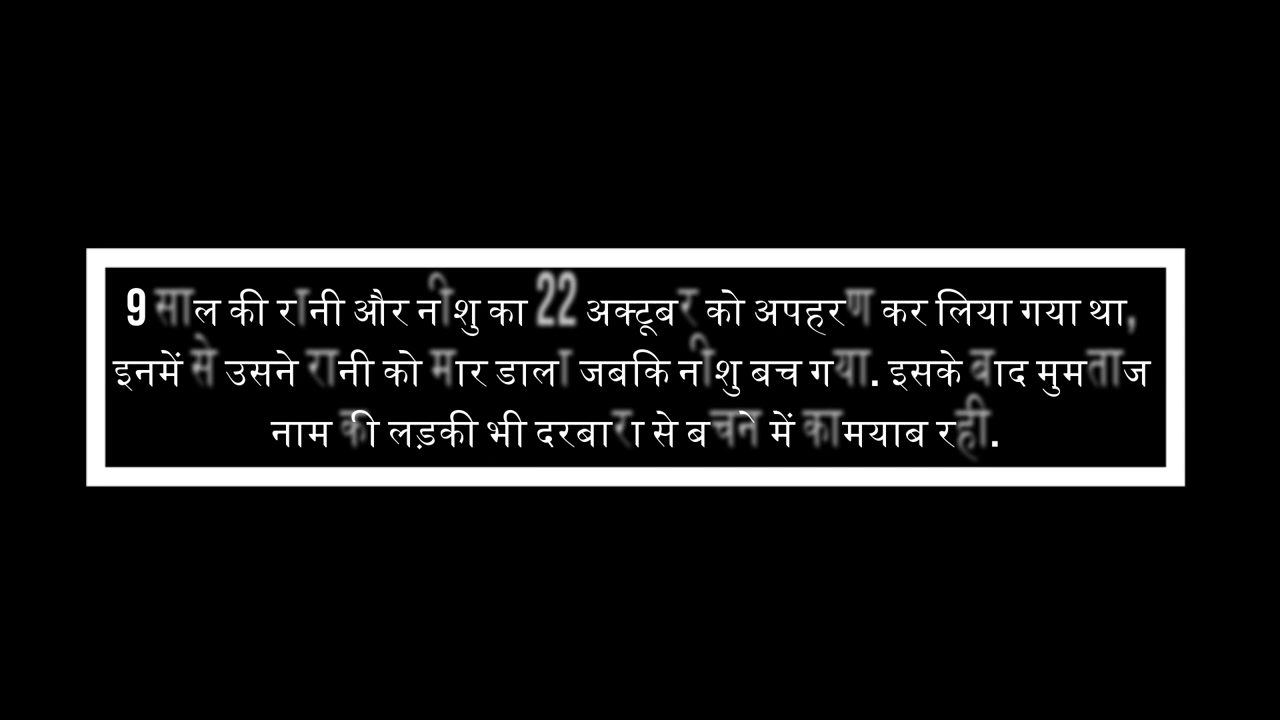 9 साल की रानी और नीशु का 22 अक्टूबर को अपहरण कर लिया गया था,
इनमें से उसने रानी को मार डाला जबकि नीशु बच गया. इसके बाद मुमताज
नाम की लड़की भी दरबारा से बचने में कामयाब रही.